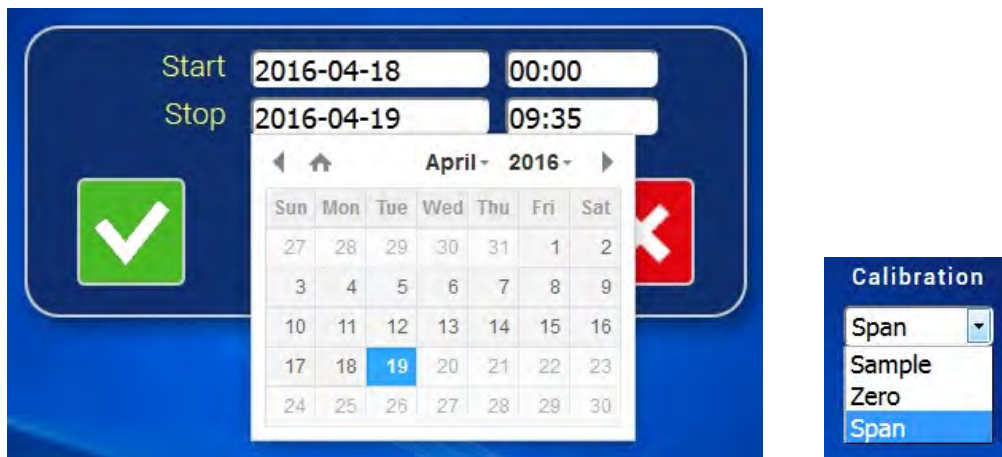 Start 2016-04-18 00:00
Stop 2016-04-19 09:35
April 2016
Sun Mon Tue Wed Thu Fri Sat
27 28 29 30 31 1 2
3 4 5 6 7 8 9
10 11 12 13 14 15 16
17 18 19 20 21 22 23
24 25 26 27 28 29 30
Calibration
Span
Sample
Zero
Span